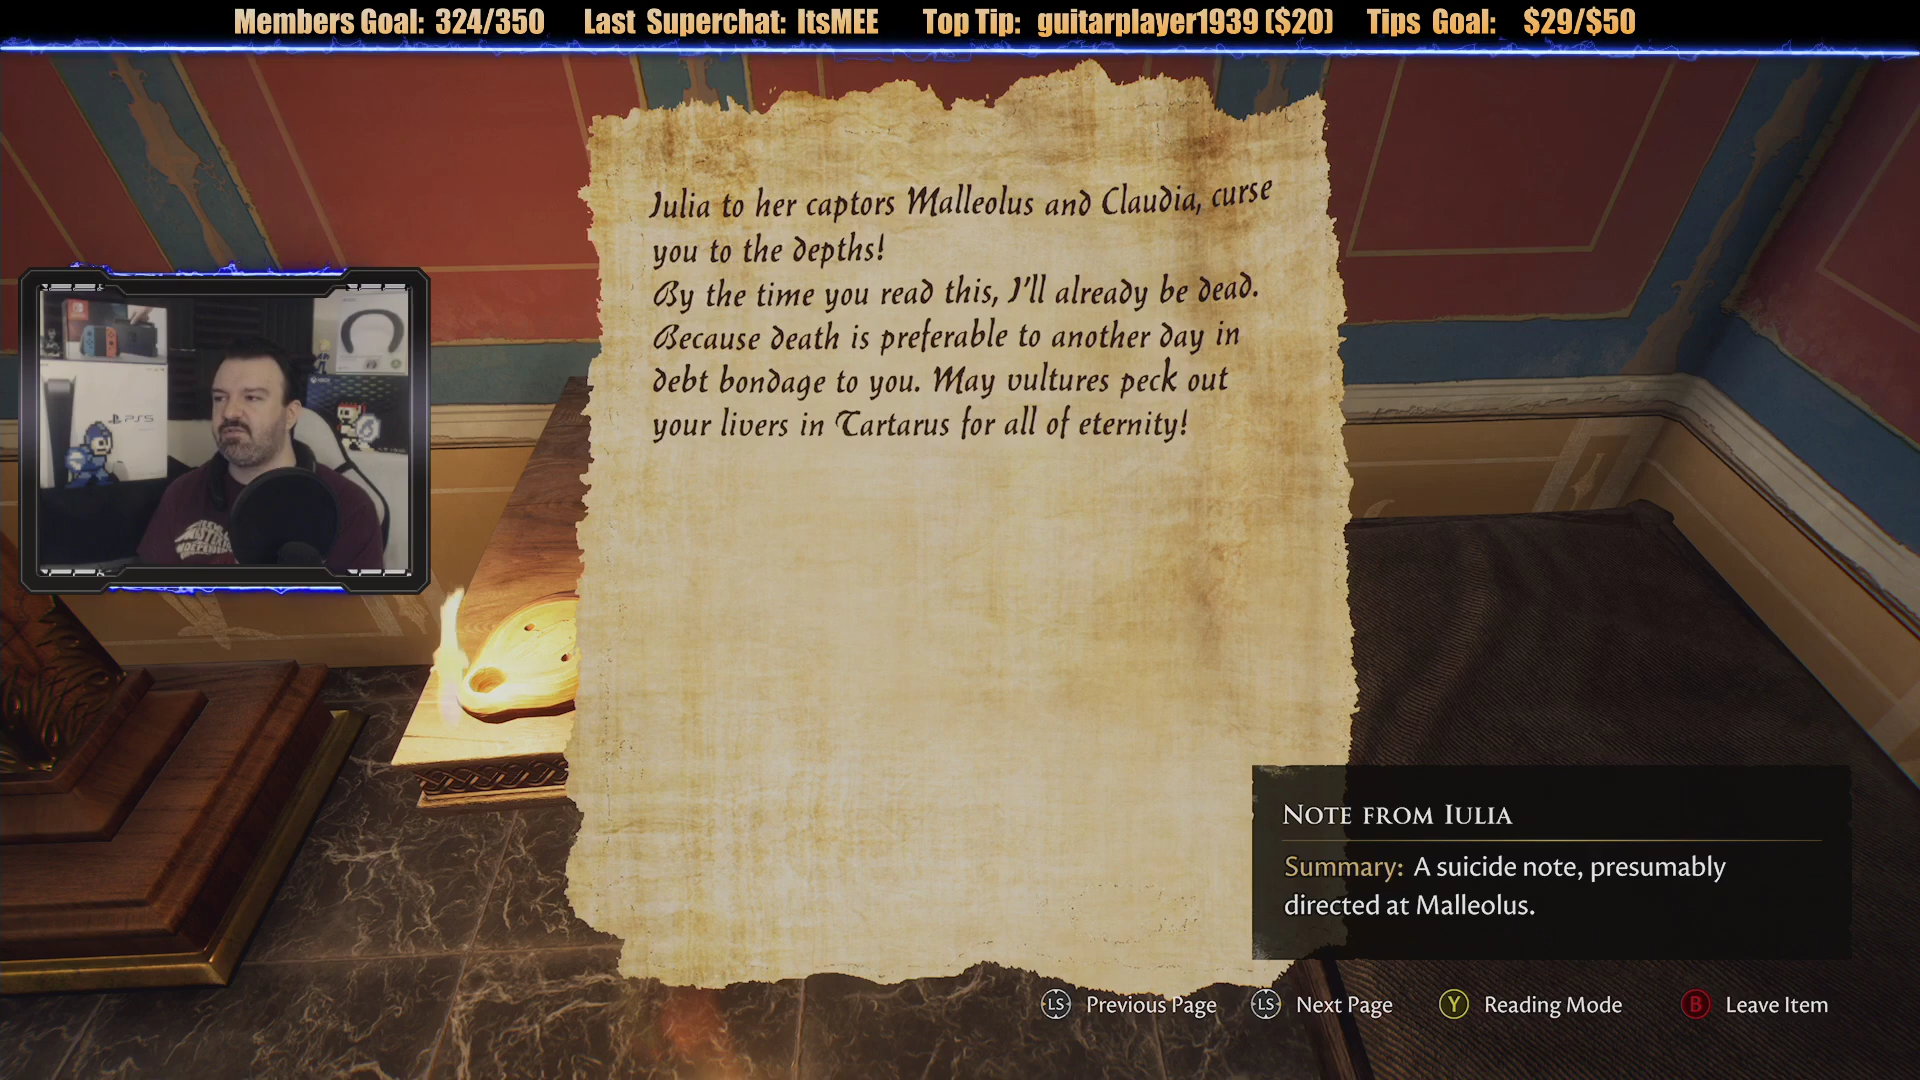 Members Goal: 324/350 Last Superchat: ItsMEE Top Tip: guitarplayer1939 ($20) Tips Goal: $29/$50
Iulia to her captors Malleolus and Claudia, curse
you to the depths!
By the time you read this, I'll already be dead.
Because death is preferable to another day in
debt bondage to you. May vultures peck out
your livers in Tartarus for all of eternity!
PS5
XBOX
NOTE FROM IULIA
Summary: A suicide note, presumably
directed at Malleolus.
LS Previous Page LS Next Page Y Reading Mode B Leave Item